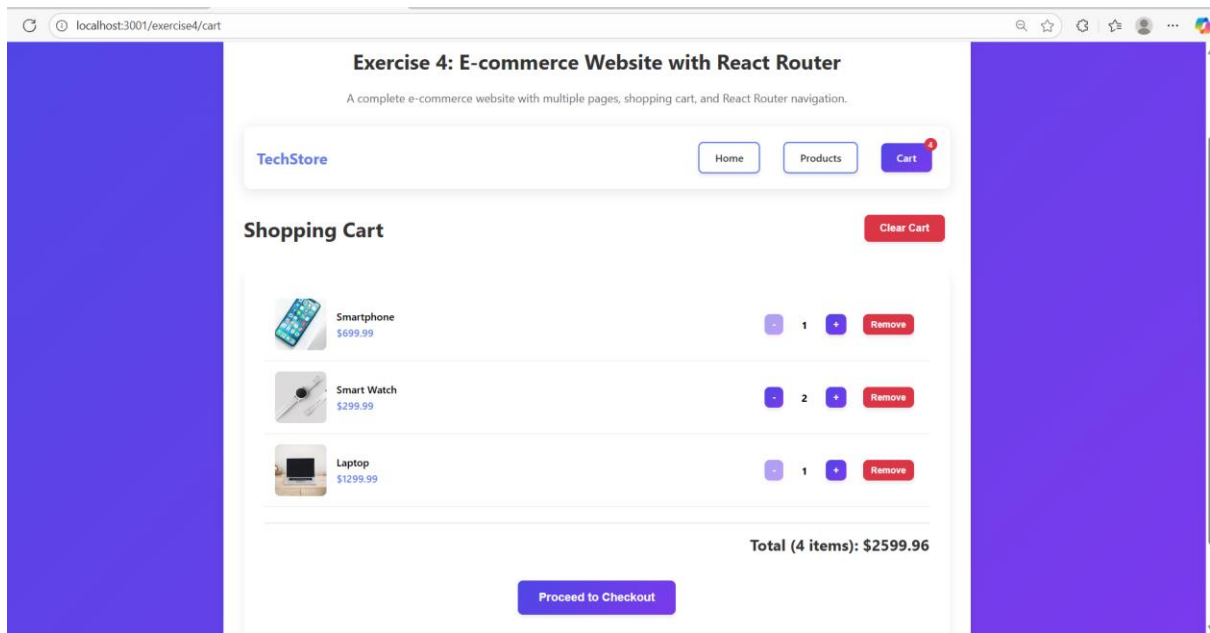 localhost:3001/exercise4/cart
Exercise 4: E-commerce Website with React Router
A complete e-commerce website with multiple pages, shopping cart, and React Router navigation.
TechStore Home Products Cart 4
Shopping Cart Clear Cart
Smartphone
$699.99
- 1 + Remove
Smart Watch
$299.99
- 2 + Remove
Laptop
$1299.99
- 1 + Remove
Total (4 items): $2599.96
Proceed to Checkout